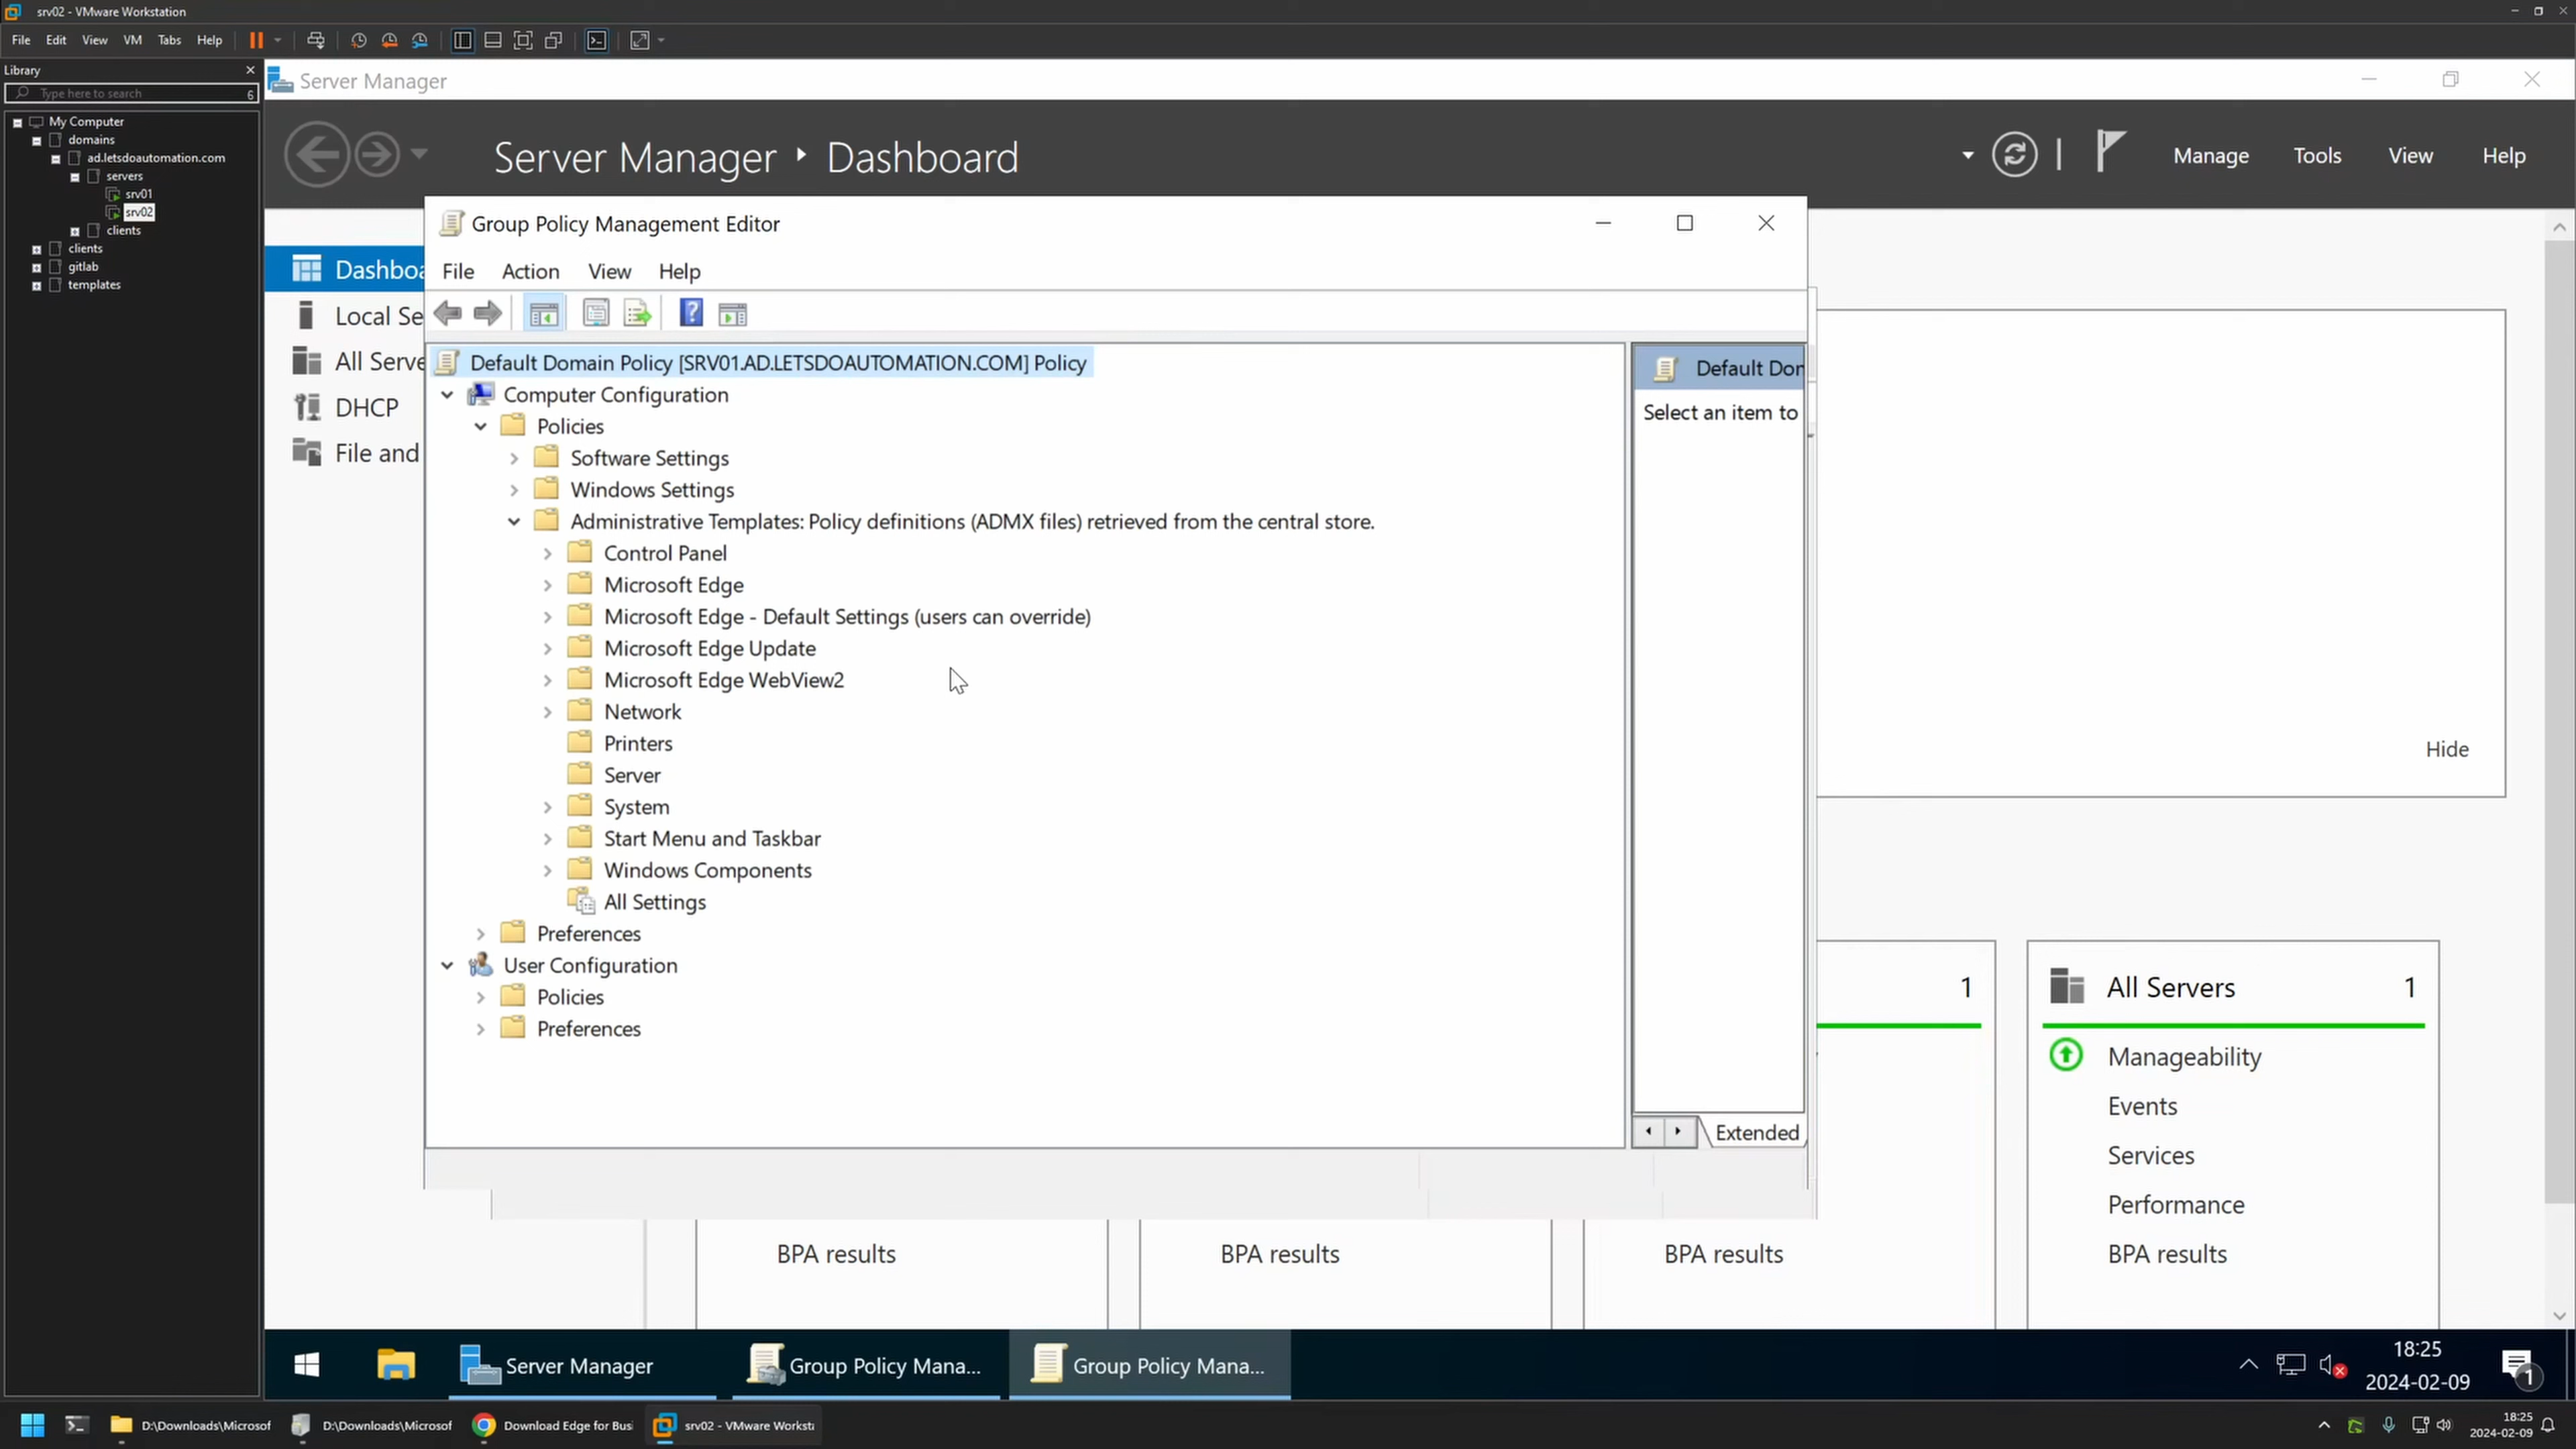 srv02 - VMware Workstation
File Edit View VM Tabs Help
Library
Type here to search 6
My Computer
domains
ad.letsdoautomation.com
servers
srv01
srv02
clients
clients
gitlab
templates
Server Manager
Server Manager Dashboard
Manage Tools View Help
Dashboa
Local Se
All Serve
DHCP
File and
Group Policy Management Editor
File Action View Help
Default Domain Policy [SRV01.AD.LETSDOAUTOMATION.COM] Policy
Computer Configuration
Policies
Software Settings
Windows Settings
Administrative Templates: Policy definitions (ADMX files) retrieved from the central store.
Control Panel
Microsoft Edge
Microsoft Edge - Default Settings (users can override)
Microsoft Edge Update
Microsoft Edge WebView2
Network
Printers
Server
System
Start Menu and Taskbar
Windows Components
All Settings
Preferences
User Configuration
Policies
Preferences
Default Dor
Select an item to
Extended
Hide
1
All Servers 1
Manageability
Events
Services
Performance
BPA results
BPA results
BPA results
BPA results
Server Manager
Group Policy Mana...
Group Policy Mana...
18:25
2024-02-09
1
D:\Downloads\Microsof
D:\Downloads\Microsof
Download Edge for Busi
srv02 - VMware Workst
18:25
2024-02-09